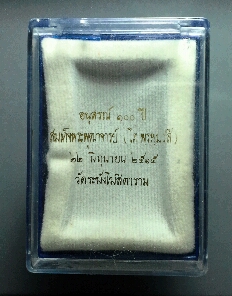 อนุสรณ์ ๑๐๐ ปี
สมเด็จพระพุฒาจารย์ (โต พรหมรังสี)
๒๒ มิถุนายน ๒๕๑๕
วัดระฆังโฆสิตาราม